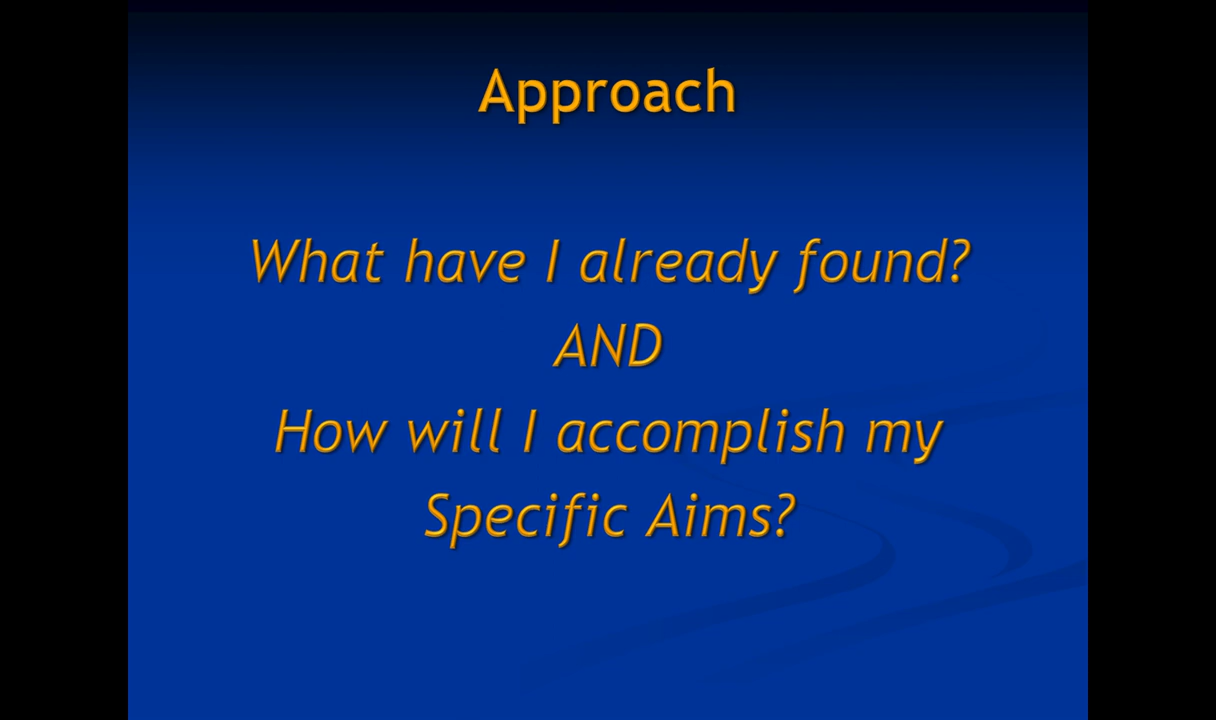 Approach
What have I already found?
AND
How will I accomplish my
Specific Aims?